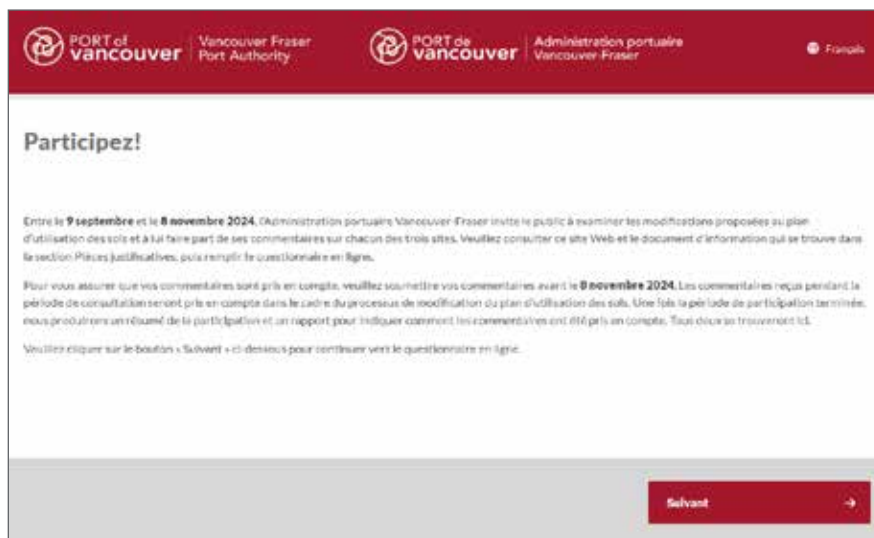 PORT of vancouver
Vancouver Fraser Port Authority
PORT de vancouver
Administration portuaire Vancouver-Fraser
Français
Participez!
Entre le 9 septembre et le 8 novembre 2024, l'Administration portuaire Vancouver-Fraser invite le public à examiner les modifications proposées au plan
d'utilisation des sols et à lui faire part de ses commentaires sur chacun des trois sites. Veuillez consulter ce site Web et le document d'information qui se trouve dans
la section Pièces justificatives, puis remplir le questionnaire en ligne.
Pour vous assurer que vos commentaires sont pris en compte, veuillez soumettre vos commentaires avant le 8 novembre 2024. Les commentaires reçus pendant la
période de consultation seront pris en compte dans le cadre du processus de modification du plan d'utilisation des sols. Une fois la période de participation terminée,
nous produirons un résumé de la participation et un rapport pour indiquer comment les commentaires ont été pris en compte. Tous deux se trouveront ici.
Veuillez cliquer sur le bouton « Suivant » ci-dessous pour continuer vers le questionnaire en ligne.
Suivant